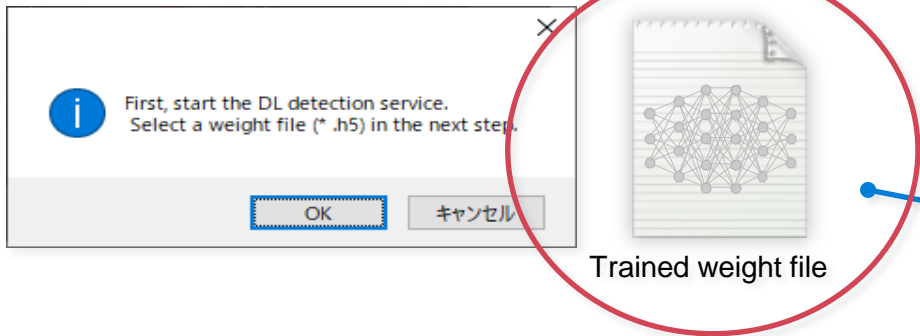 First, start the DL detection service.
Select a weight file (* .h5) in the next step.
OK
キャンセル
Trained weight file